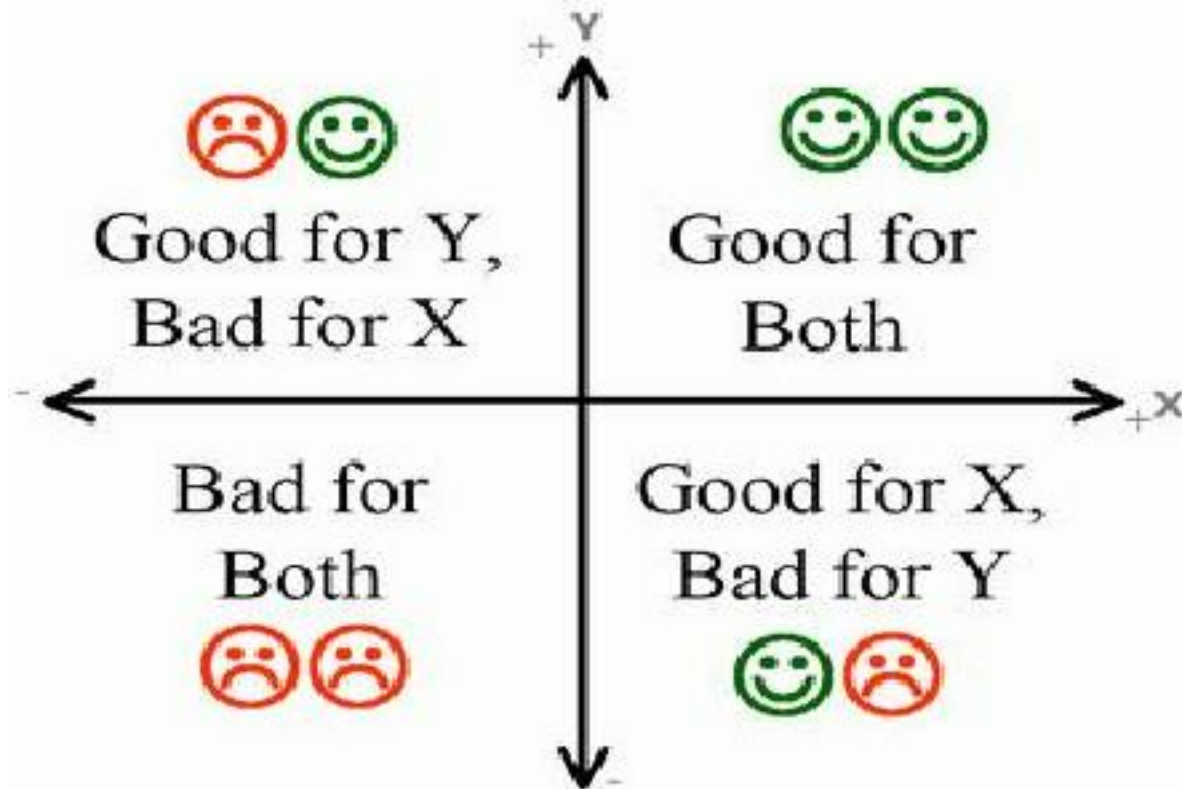 + Y
Good for Y,
Bad for X
Good for
Both
-
+ X
Bad for
Both
Good for X,
Bad for Y
-